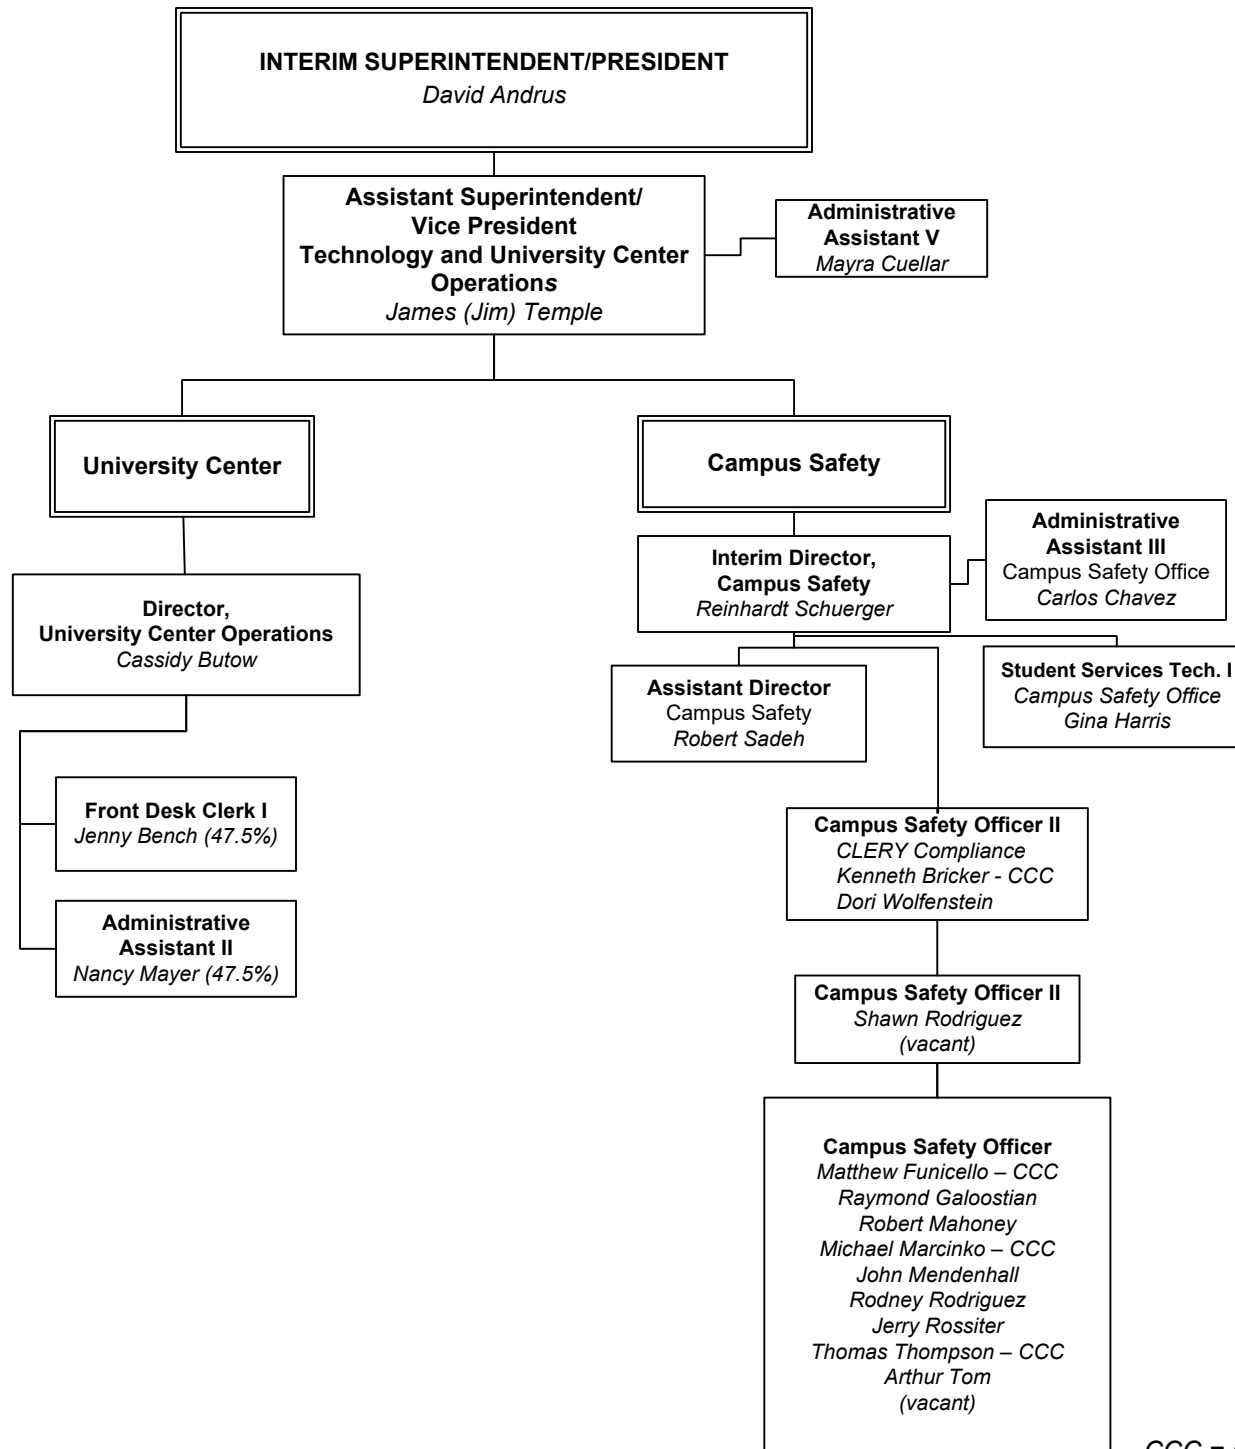 INTERIM SUPERINTENDENT/PRESIDENT
David Andrus
Assistant Superintendent/
Vice President
Technology and University Center
Operations
James (Jim) Temple
Administrative
Assistant V
Mayra Cuellar
University Center
Campus Safety
Director,
University Center Operations
Cassidy Butow
Front Desk Clerk I
Jenny Bench (47.5%)
Administrative
Assistant II
Nancy Mayer (47.5%)
Interim Director,
Campus Safety
Reinhardt Schuerger
Administrative
Assistant III
Campus Safety Office
Carlos Chavez
Assistant Director
Campus Safety
Robert Sadeh
Student Services Tech. I
Campus Safety Office
Gina Harris
Campus Safety Officer II
CLERY Compliance
Kenneth Bricker - CCC
Dori Wolfenstein
Campus Safety Officer II
Shawn Rodriguez
(vacant)
Campus Safety Officer
Matthew Funicello – CCC
Raymond Galoostian
Robert Mahoney
Michael Marcinko – CCC
John Mendenhall
Rodney Rodriguez
Jerry Rossiter
Thomas Thompson – CCC
Arthur Tom
(vacant)
CCC =